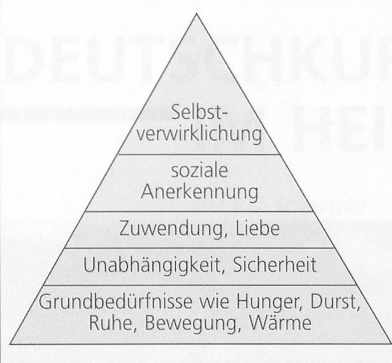 Selbst-
verwirklichung
soziale
Anerkennung
Zuwendung, Liebe
Unabhängigkeit, Sicherheit
Grundbedürfnisse wie Hunger, Durst,
Ruhe, Bewegung, Wärme